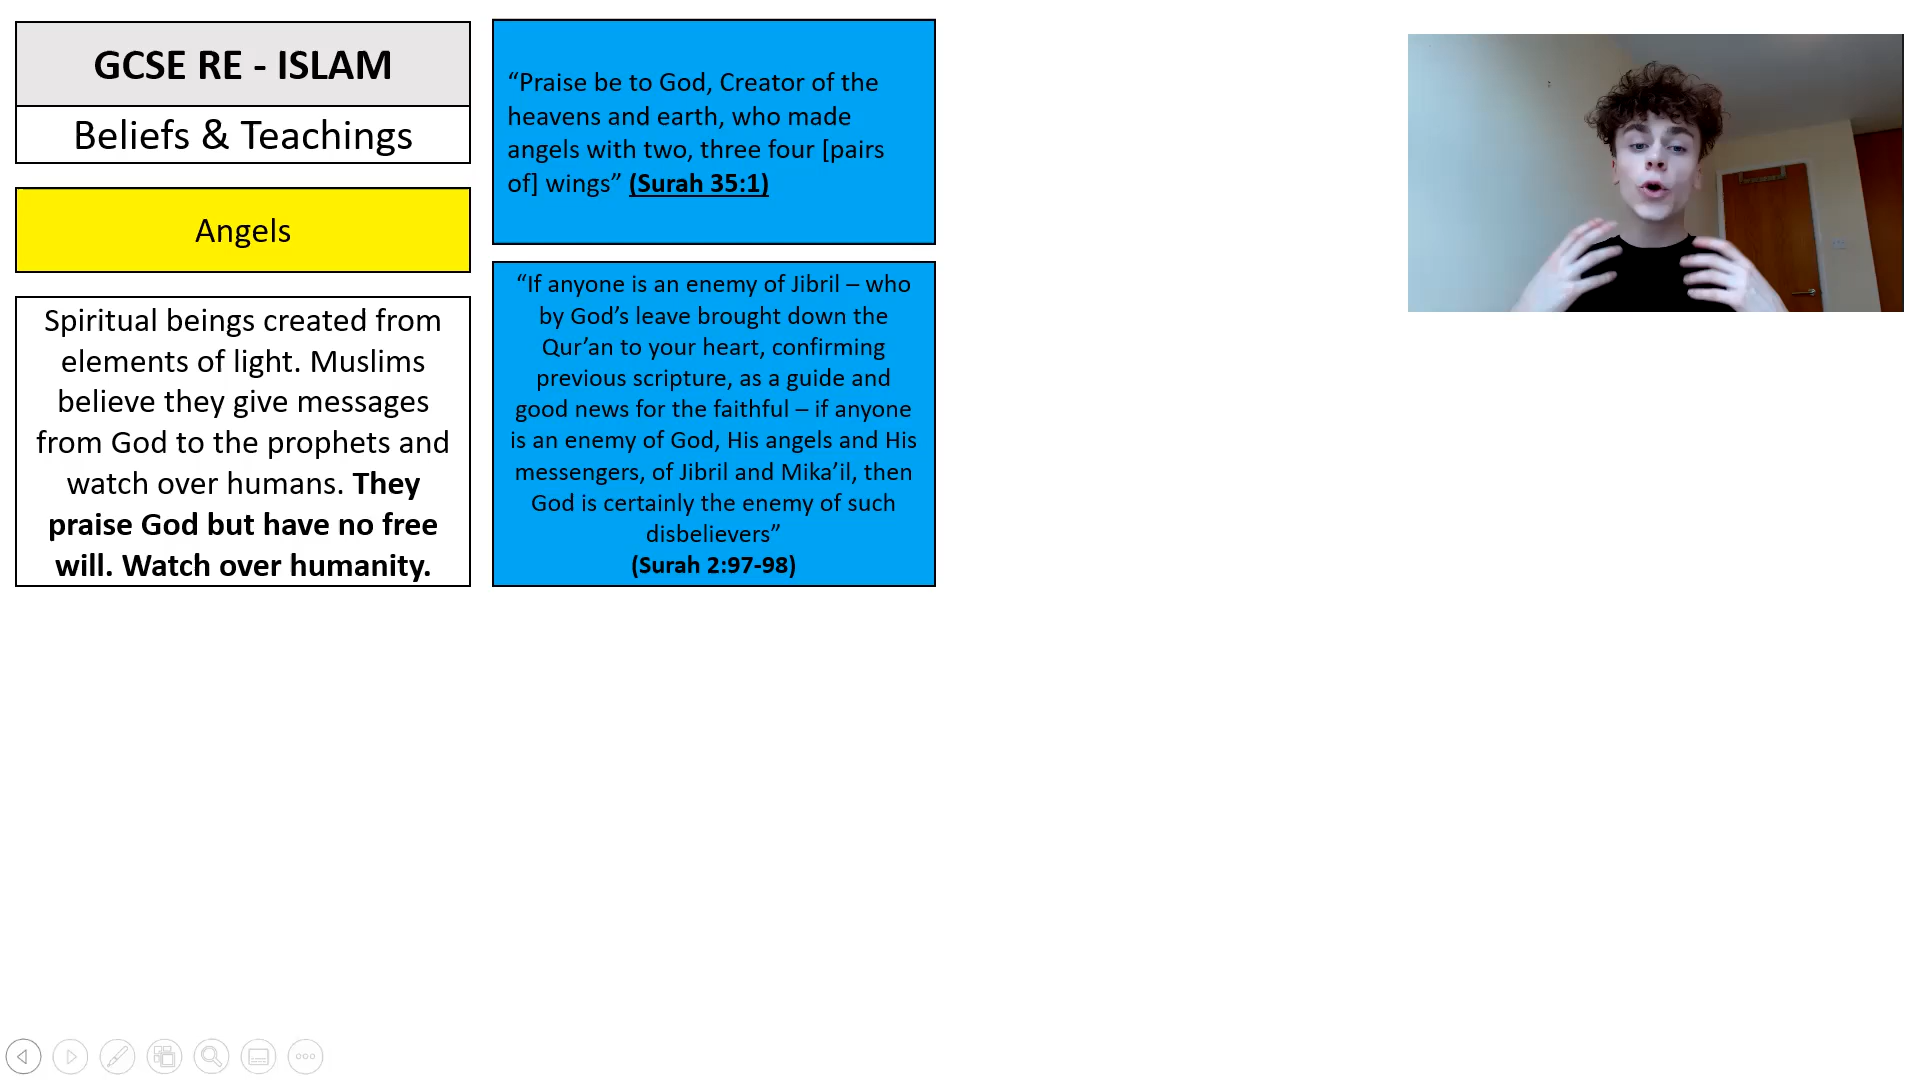 GCSE RE - ISLAM
Beliefs & Teachings
Angels
Spiritual beings created from
elements of light. Muslims
believe they give messages
from God to the prophets and
watch over humans. They
praise God but have no free
will. Watch over humanity.
“Praise be to God, Creator of the
heavens and earth, who made
angels with two, three four [pairs
of] wings” (Surah 35:1)
“If anyone is an enemy of Jibril – who
by God’s leave brought down the
Qur’an to your heart, confirming
previous scripture, as a guide and
good news for the faithful – if anyone
is an enemy of God, His angels and His
messengers, of Jibril and Mika’il, then
God is certainly the enemy of such
disbelievers”
(Surah 2:97-98)